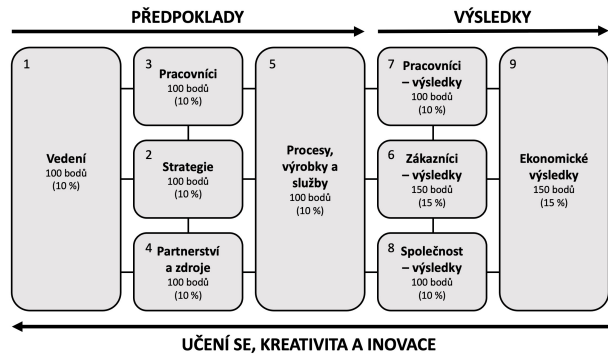 PŘEDPOKLADY
VÝSLEDKY
1
Vedení
100 bodů
(10 %)
3
Pracovníci
100 bodů
(10 %)
2
Strategie
100 bodů
(10 %)
4
Partnerství
a zdroje
100 bodů
(10 %)
5
Procesy,
výrobky a
služby
100 bodů
(10 %)
7
Pracovníci
– výsledky
100 bodů
(10 %)
6
Zákazníci
– výsledky
150 bodů
(15 %)
8
Společnost
– výsledky
100 bodů
(10 %)
9
Ekonomické
výsledky
150 bodů
(15 %)
UČENÍ SE, KREATIVITA A INOVACE